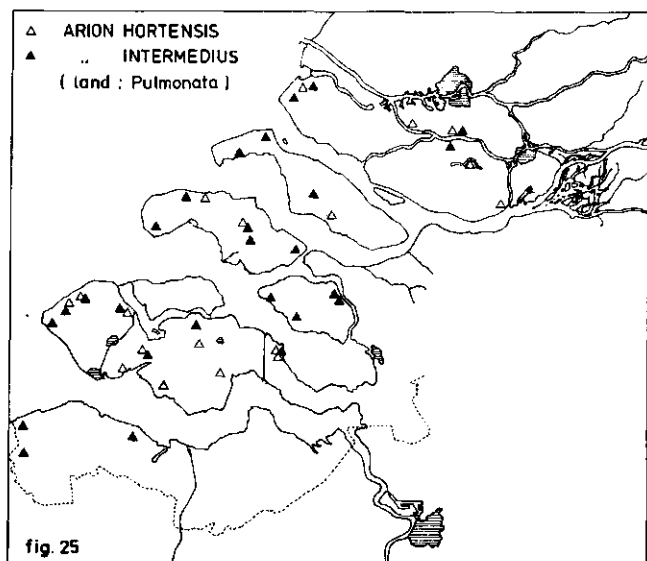 △ ARION HORTENSIS
▲ „ INTERMEDIUS
( land : Pulmonata )
fig. 25